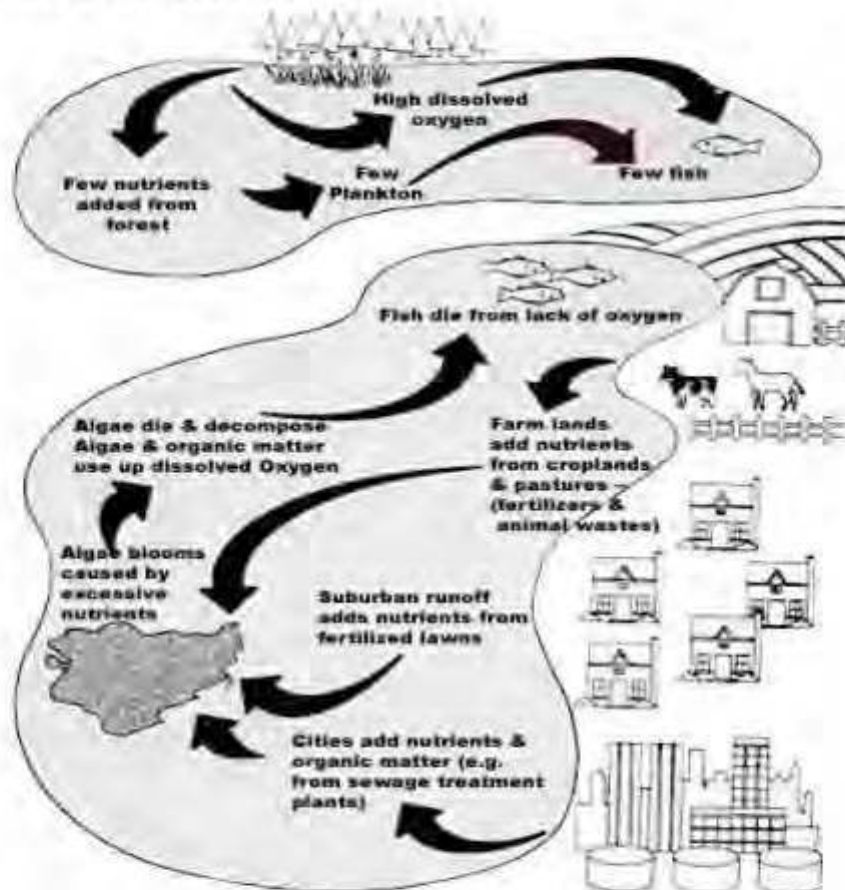 High dissolved
oxygen
Few nutrients
added from
forest
Few
Plankton
Few fish
Fish die from lack of oxygen
Algae die & decompose
Algae & organic matter
use up dissolved Oxygen
Farm lands
add nutrients
from croplands
& pastures –
(fertilizers &
animal wastes)
Algae blooms
caused by
excessive
nutrients
Suburban runoff
adds nutrients from
fertilized lawns
Cities add nutrients &
organic matter (e.g.
from sewage treatment
plants)